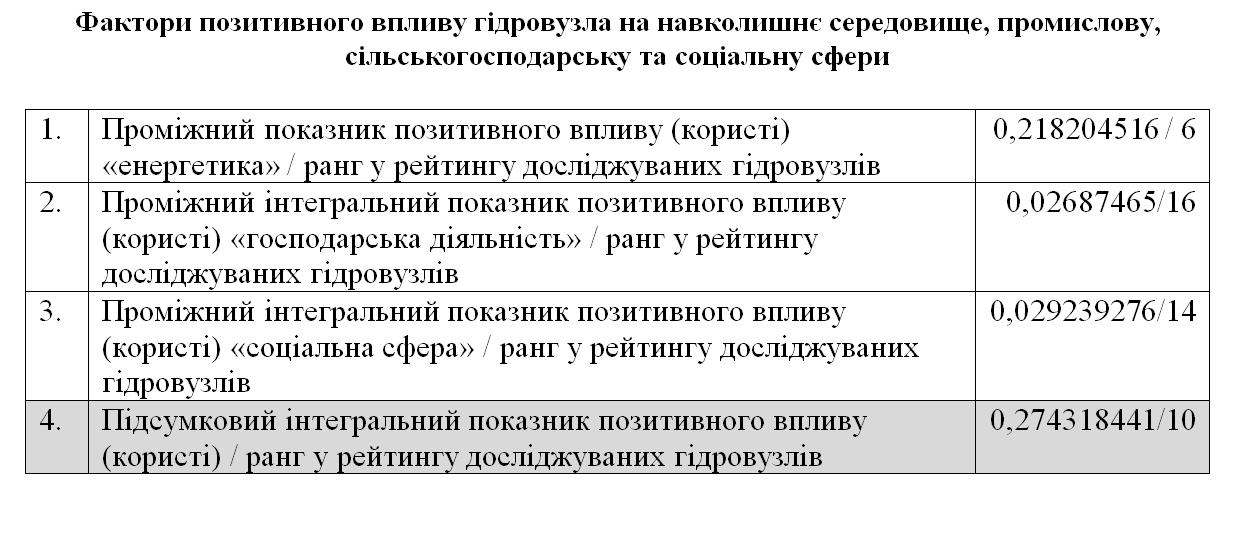 Фактори позитивного впливу гідровузла на навколишнє середовище, промислову,
сільськогосподарську та соціальну сфери
1. Проміжний показник позитивного впливу (користі) 0,218204516 / 6
«енергетика» / ранг у рейтингу досліджуваних гідровузлів
2. Проміжний інтегральний показник позитивного впливу 0,02687465/16
(користі) «господарська діяльність» / ранг у рейтингу
досліджуваних гідровузлів
3. Проміжний інтегральний показник позитивного впливу 0,029239276/14
(користі) «соціальна сфера» / ранг у рейтингу досліджуваних
гідровузлів
4. Підсумковий інтегральний показник позитивного впливу 0,274318441/10
(користі) / ранг у рейтингу досліджуваних гідровузлів